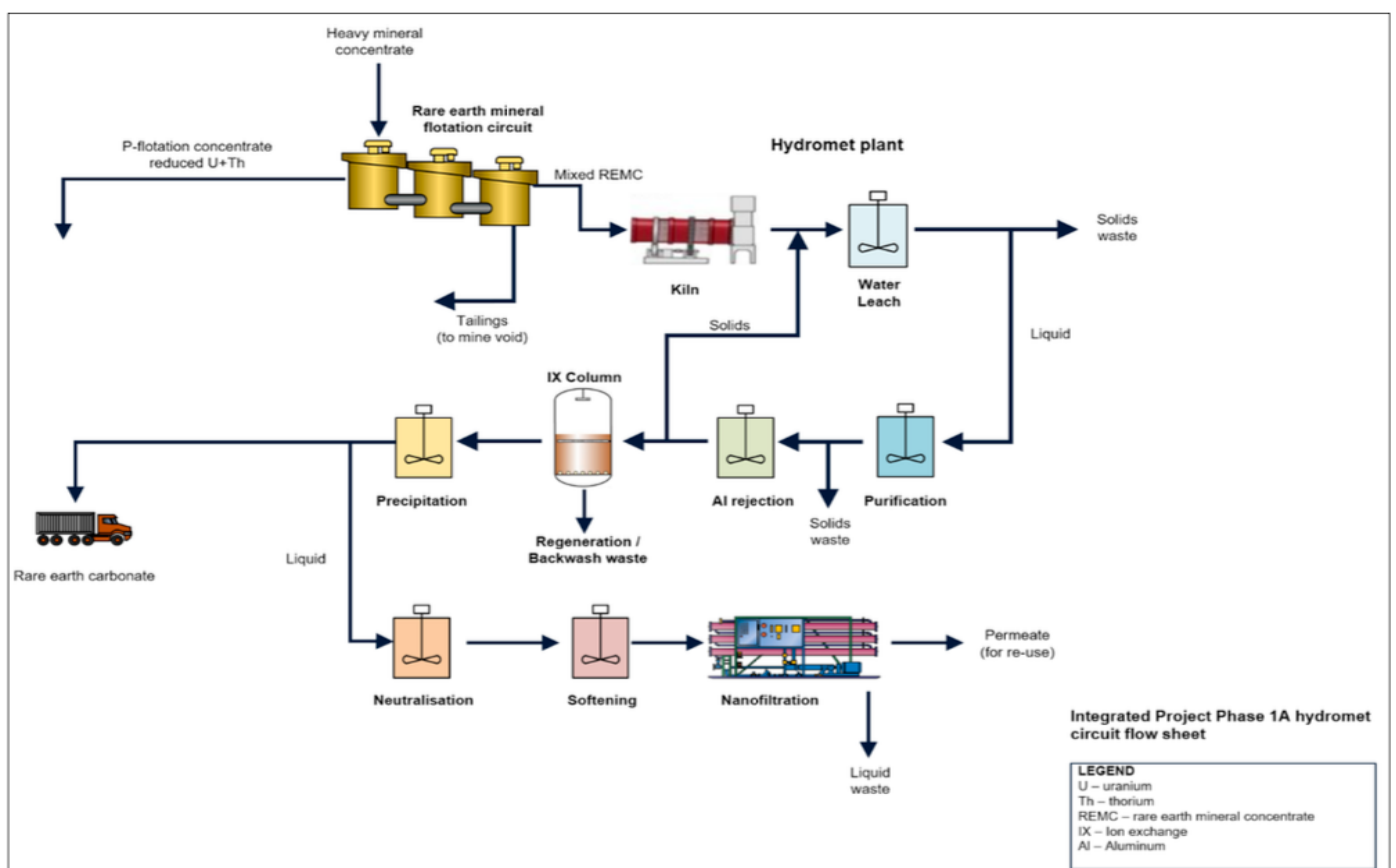 Heavy mineral
concentrate
Rare earth mineral
flotation circuit
P-flotation concentrate
reduced U+Th
Mixed REMC
Hydromet plant
Kiln
Water
Leach
Solids
waste
Tailings
(to mine void)
Solids
Liquid
IX Column
Precipitation
Regeneration /
Backwash waste
Al rejection
Solids
waste
Purification
Rare earth carbonate
Liquid
Neutralisation
Softening
Nanofiltration
Permeate
(for re-use)
Liquid
waste
Integrated Project Phase 1A hydromet
circuit flow sheet
LEGEND
U – uranium
Th – thorium
REMC – rare earth mineral concentrate
IX – Ion exchange
Al – Aluminum